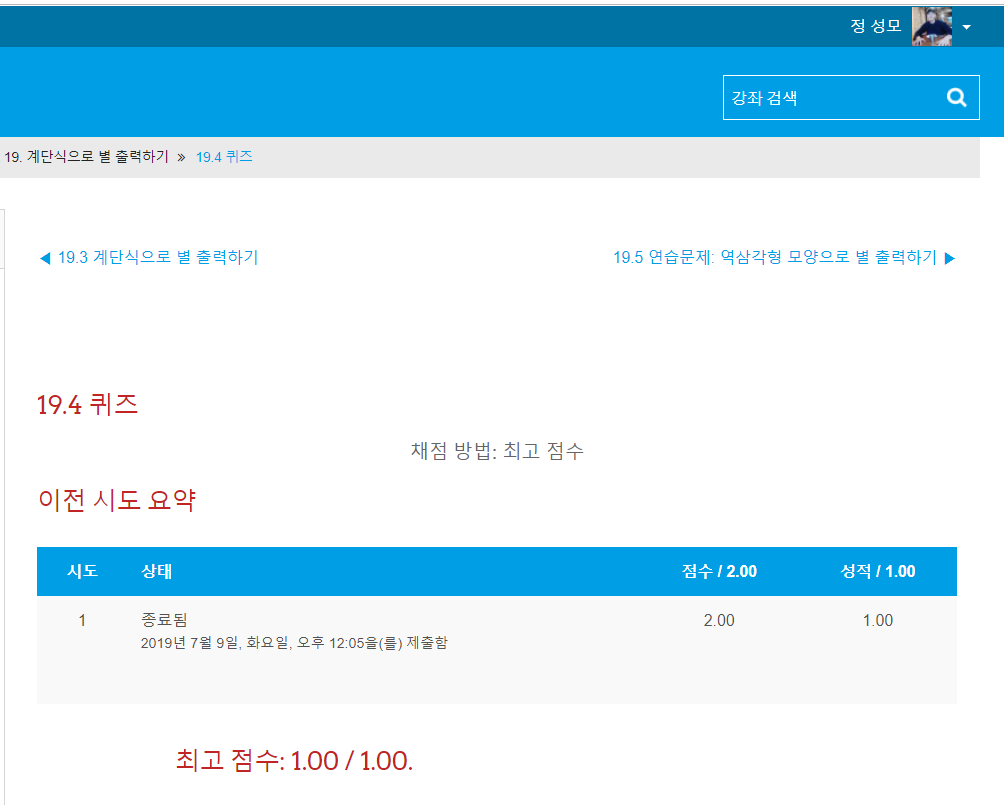 정 성모
강좌 검색
19. 계단식으로 별 출력하기 » 19.4 퀴즈
◀ 19.3 계단식으로 별 출력하기 19.5 연습문제: 역삼각형 모양으로 별 출력하기 ▶
19.4 퀴즈
채점 방법: 최고 점수
이전 시도 요약
시도 상태 점수 / 2.00 성적 / 1.00
1 종료됨 2.00 1.00
2019년 7월 9일, 화요일, 오후 12:05을(를) 제출함
최고 점수: 1.00 / 1.00.